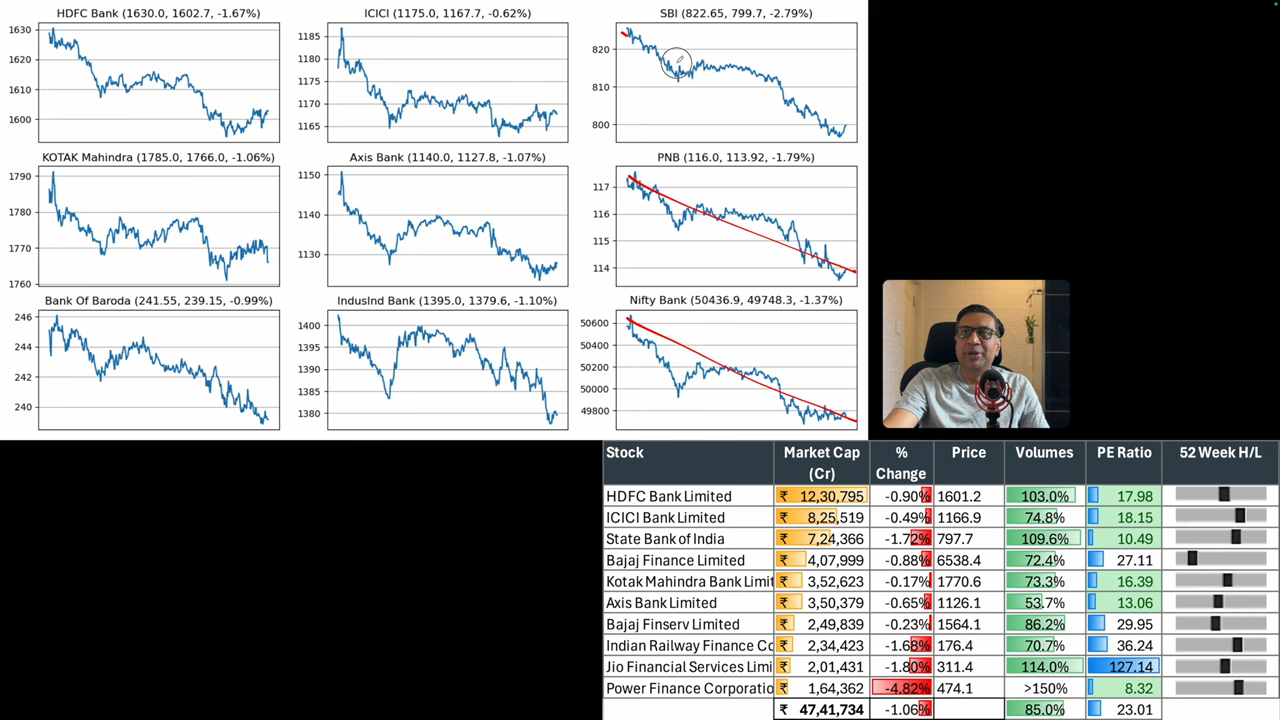 HDFC Bank (1630.0, 1602.7, -1.67%)
1630
1620
1610
1600
ICICI (1175.0, 1167.7, -0.62%)
1185
1180
1175
1170
1165
SBI (822.65, 799.7, -2.79%)
820
810
800
KOTAK Mahindra (1785.0, 1766.0, -1.06%)
1790
1780
1770
1760
Axis Bank (1140.0, 1127.8, -1.07%)
1150
1140
1130
PNB (116.0, 113.92, -1.79%)
117
116
115
114
Bank Of Baroda (241.55, 239.15, -0.99%)
246
244
242
240
IndusInd Bank (1395.0, 1379.6, -1.10%)
1400
1395
1390
1385
1380
Nifty Bank (50436.9, 49748.3, -1.37%)
50600
50400
50200
50000
49800
Stock Market Cap (Cr) % Change Price Volumes PE Ratio 52 Week H/L
HDFC Bank Limited ₹ 12,30,795 -0.90% 1601.2 103.0% 17.98
ICICI Bank Limited ₹ 8,25,519 -0.49% 1166.9 74.8% 18.15
State Bank of India ₹ 7,24,366 -1.72% 797.7 109.6% 10.49
Bajaj Finance Limited ₹ 4,07,999 -0.88% 6538.4 72.4% 27.11
Kotak Mahindra Bank Limit ₹ 3,52,623 -0.17% 1770.6 73.3% 16.39
Axis Bank Limited ₹ 3,50,379 -0.65% 1126.1 53.7% 13.06
Bajaj Finserv Limited ₹ 2,49,839 -0.23% 1564.1 86.2% 29.95
Indian Railway Finance Co ₹ 2,34,423 -1.68% 176.4 70.7% 36.24
Jio Financial Services Limi ₹ 2,01,431 -1.80% 311.4 114.0% 127.14
Power Finance Corporatio ₹ 1,64,362 -4.82% 474.1 >150% 8.32
₹ 47,41,734 -1.06% 85.0% 23.01